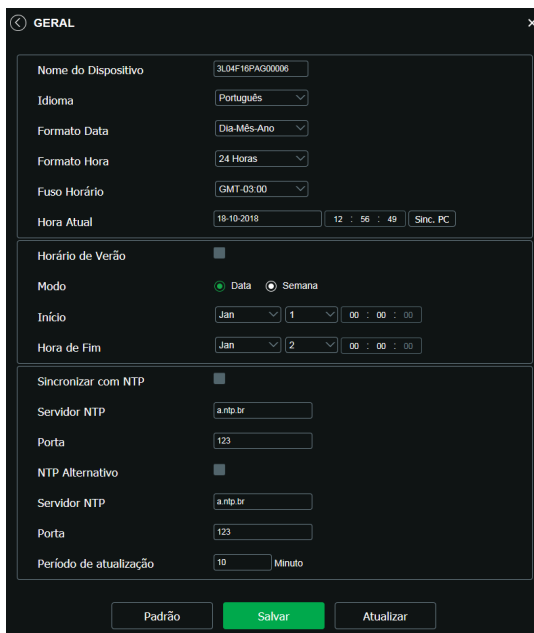 GERAL ×
Nome do Dispositivo 3L04F16PAG00006
Idioma Português
Formato Data Dia-Mês-Ano
Formato Hora 24 Horas
Fuso Horário GMT-03:00
Hora Atual 18-10-2018 12 : 56 : 49 Sinc. PC
Horário de Verão
Modo Data Semana
Início Jan 1 00 : 00 : 00
Hora de Fim Jan 2 00 : 00 : 00
Sincronizar com NTP
Servidor NTP a.ntp.br
Porta 123
NTP Alternativo
Servidor NTP a.ntp.br
Porta 123
Período de atualização 10 Minuto
Padrão Salvar Atualizar